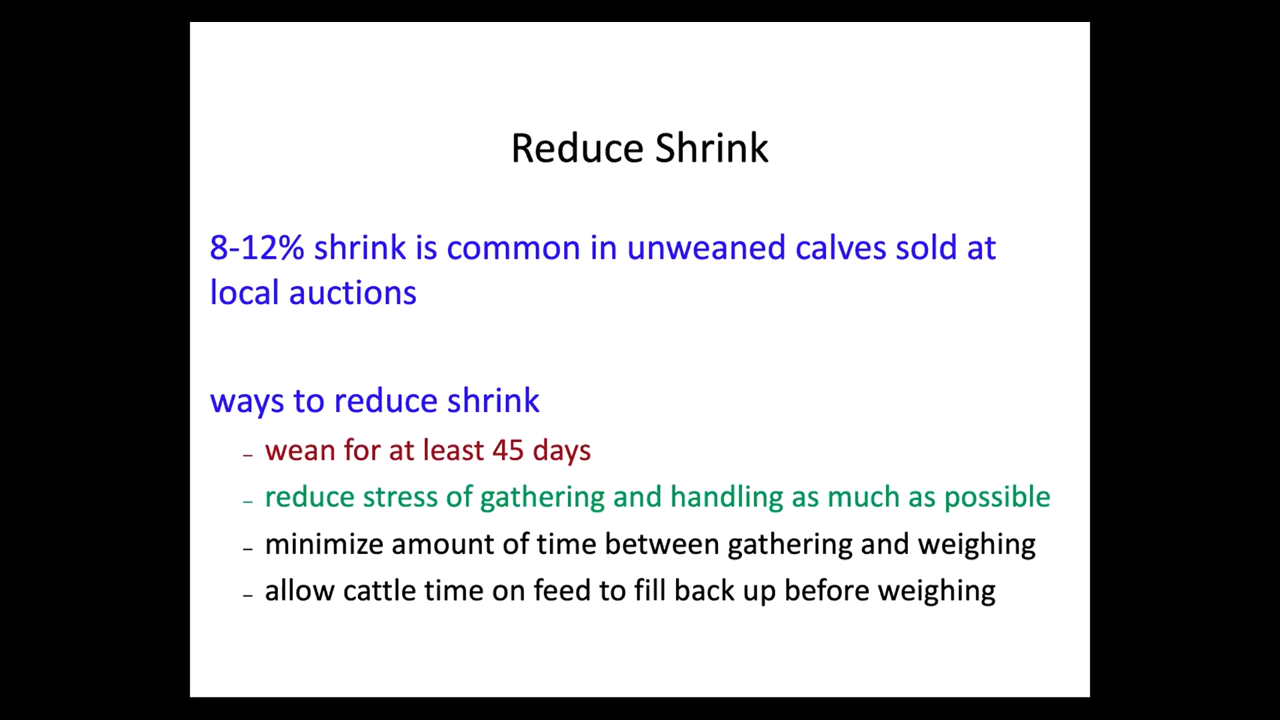 Reduce Shrink
8-12% shrink is common in unweaned calves sold at
local auctions
ways to reduce shrink
– wean for at least 45 days
– reduce stress of gathering and handling as much as possible
– minimize amount of time between gathering and weighing
– allow cattle time on feed to fill back up before weighing